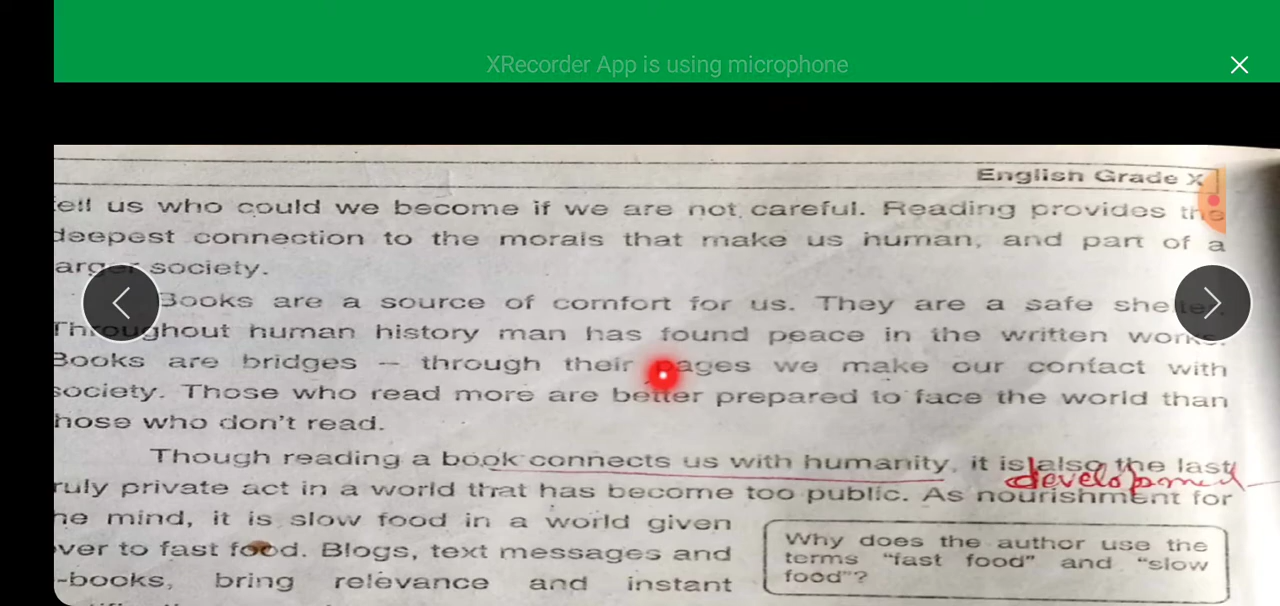 XRecorder App is using microphone
English Grade X
tell us who could we become if we are not careful. Reading provides the
deepest connection to the morals that make us human, and part of a
larger society.
Books are a source of comfort for us. They are a safe shelter.
Throughout human history man has found peace in the written works.
Books are bridges – through their pages we make our contact with
society. Those who read more are better prepared to face the world than
those who don't read.
Though reading a book connects us with humanity, it is also the last
development
truly private act in a world that has become too public. As nourishment for
the mind, it is slow food in a world given
over to fast food. Blogs, text messages and
-books, bring relevance and instant
Why does the author use the
terms "fast food" and "slow
food"?